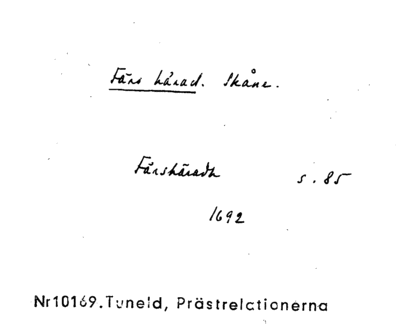 Färs härad. Skåne.
Färshäradh s. 85
1692
Nr10169.Tuneld, Prästrelctionerna